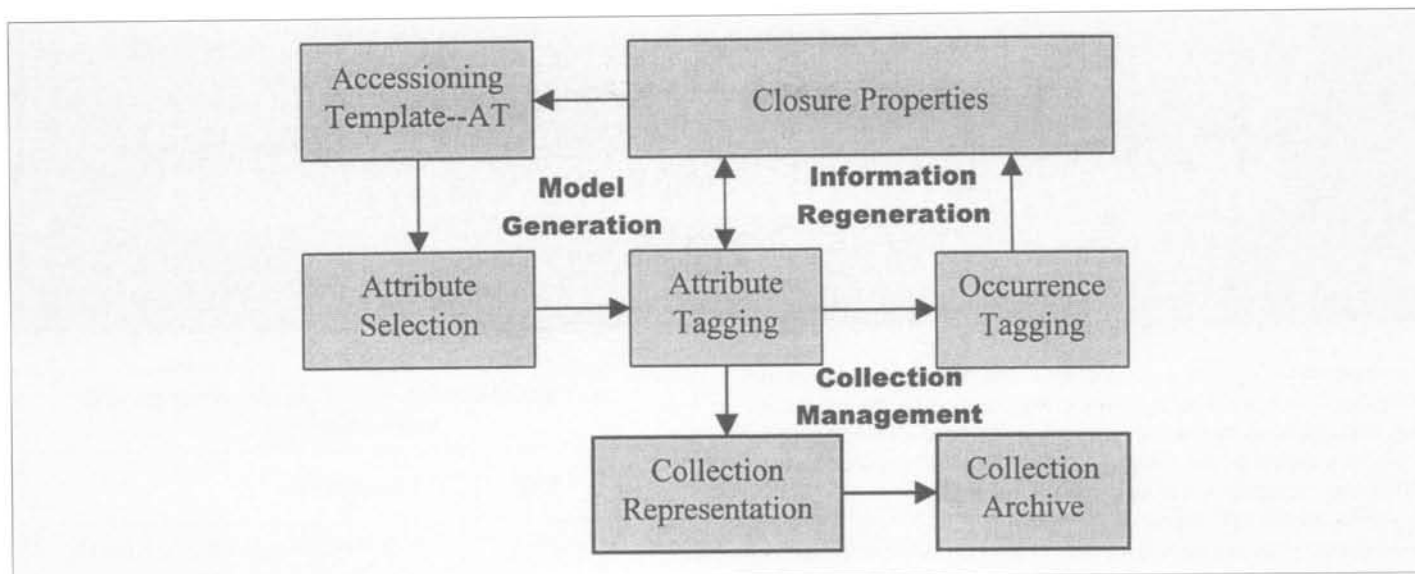 Accessioning
Template--AT
Closure Properties
Model
Generation
Information
Regeneration
Attribute
Selection
Attribute
Tagging
Occurrence
Tagging
Collection
Management
Collection
Representation
Collection
Archive